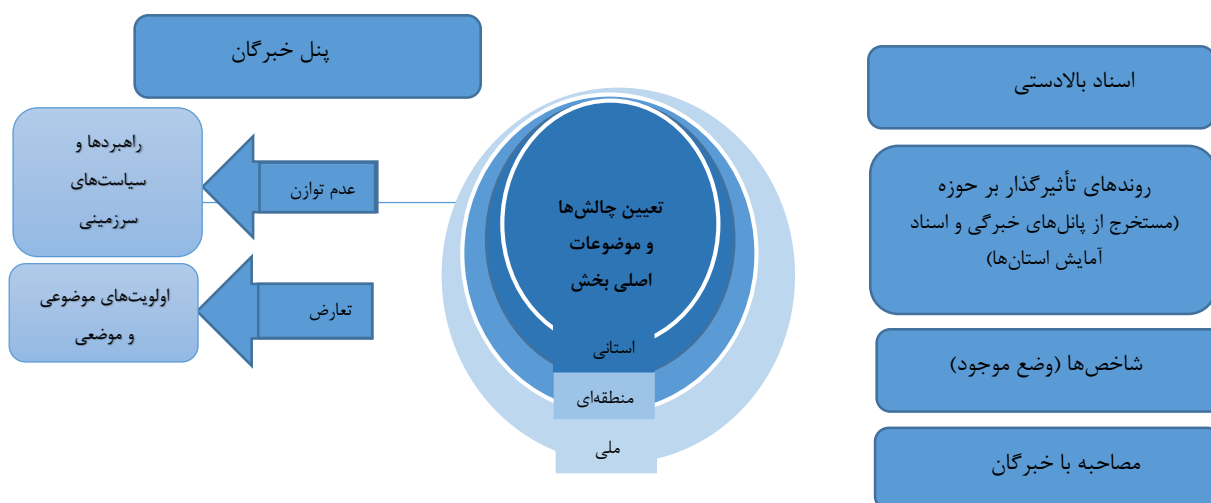 پنل خبرگان
اسناد بالادستی
روندهای تأثیرگذار بر حوزه
(مستخرج از پانل‌های خبرگی و اسناد
آمایش استان‌ها)
شاخص‌ها (وضع موجود)
مصاحبه با خبرگان
تعیین چالش‌ها
و موضوعات
اصلی بخش
استانی
منطقه‌ای
ملی
عدم توازن
تعارض
راهبردها و
سیاست‌های
سرزمینی
اولویت‌های موضوعی
و موضعی